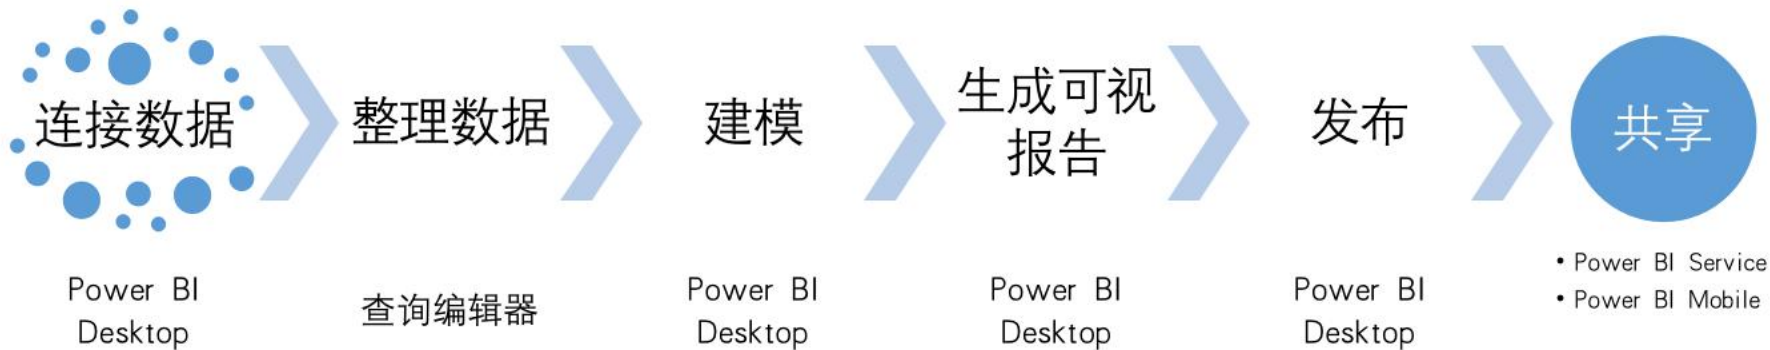 连接数据
整理数据
建模
生成可视
报告
发布
共享
Power BI
Desktop
查询编辑器
Power BI
Desktop
Power BI
Desktop
Power BI
Desktop
• Power BI Service
• Power BI Mobile